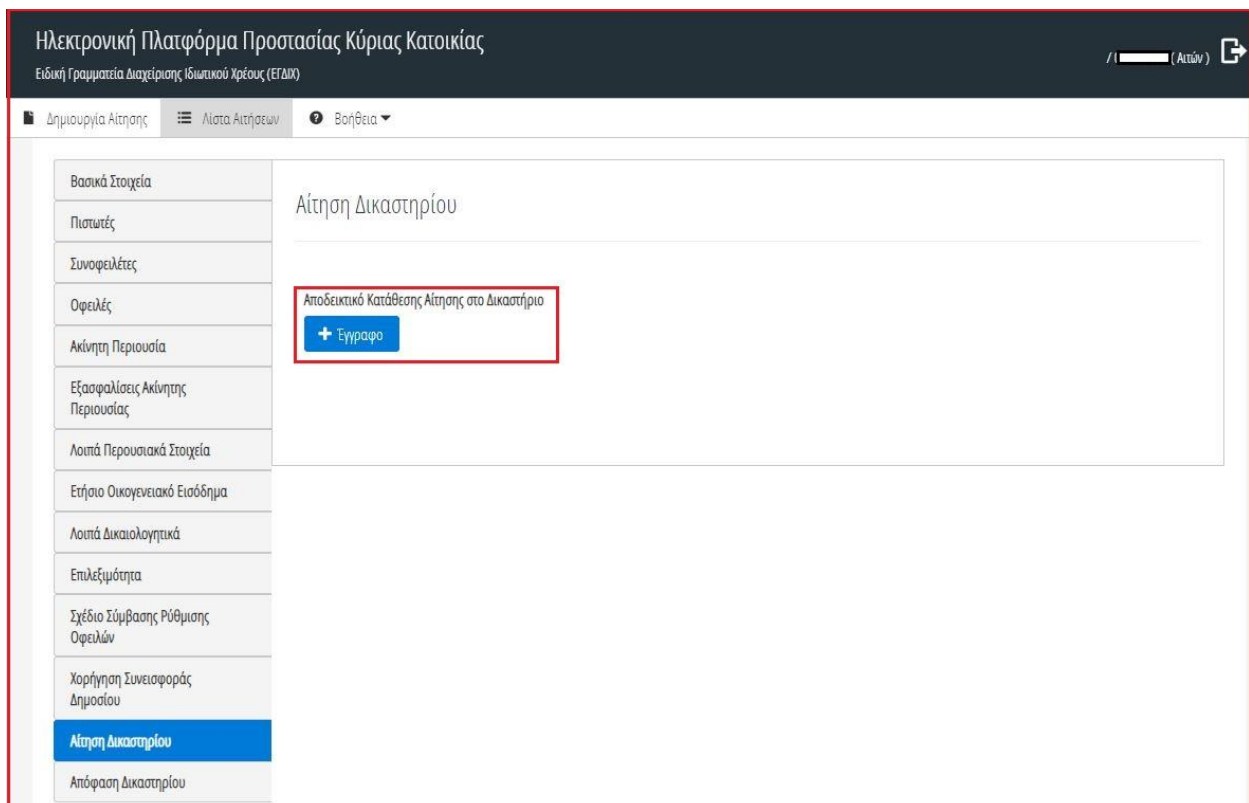 Ηλεκτρονική Πλατφόρμα Προστασίας Κύριας Κατοικίας
Ειδική Γραμματεία Διαχείρισης Ιδιωτικού Χρέους (ΕΓΔΙΧ)
/ ( Αιτών )
Δημιουργία Αίτησης
Λίστα Αιτήσεων
Βοήθεια
Βασικά Στοιχεία
Πιστωτές
Συνοφειλέτες
Οφειλές
Ακίνητη Περιουσία
Εξασφαλίσεις Ακίνητης
Περιουσίας
Λοιπά Περουσιακά Στοιχεία
Ετήσιο Οικογενειακό Εισόδημα
Λοιπά Δικαιολογητικά
Επιλεξιμότητα
Σχέδιο Σύμβασης Ρύθμισης
Οφειλών
Χορήγηση Συνεισφοράς
Δημοσίου
Αίτηση Δικαστηρίου
Απόφαση Δικαστηρίου
Αίτηση Δικαστηρίου
Αποδεικτικό Κατάθεσης Αίτησης στο Δικαστήριο
+ Έγγραφο